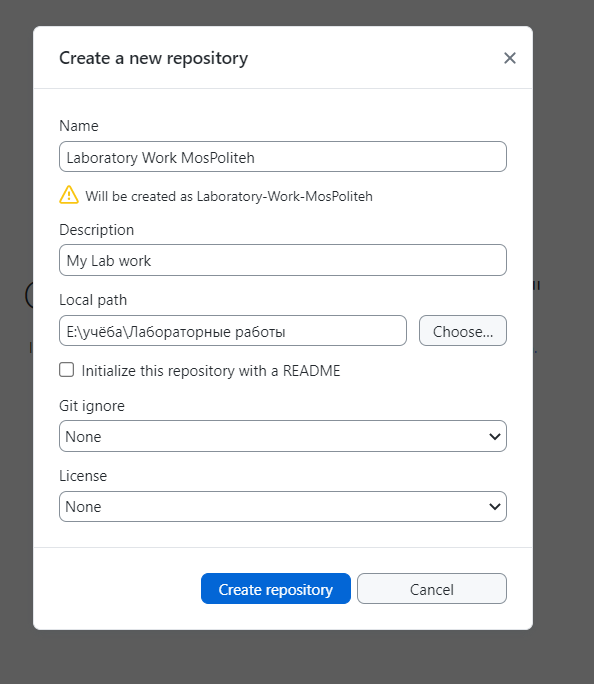 Create a new repository
Name
Laboratory Work MosPoliteh
Will be created as Laboratory-Work-MosPoliteh
Description
My Lab work
Local path
E:\учёба\Лабораторные работы
Choose...
Initialize this repository with a README
Git ignore
None
License
None
Create repository
Cancel